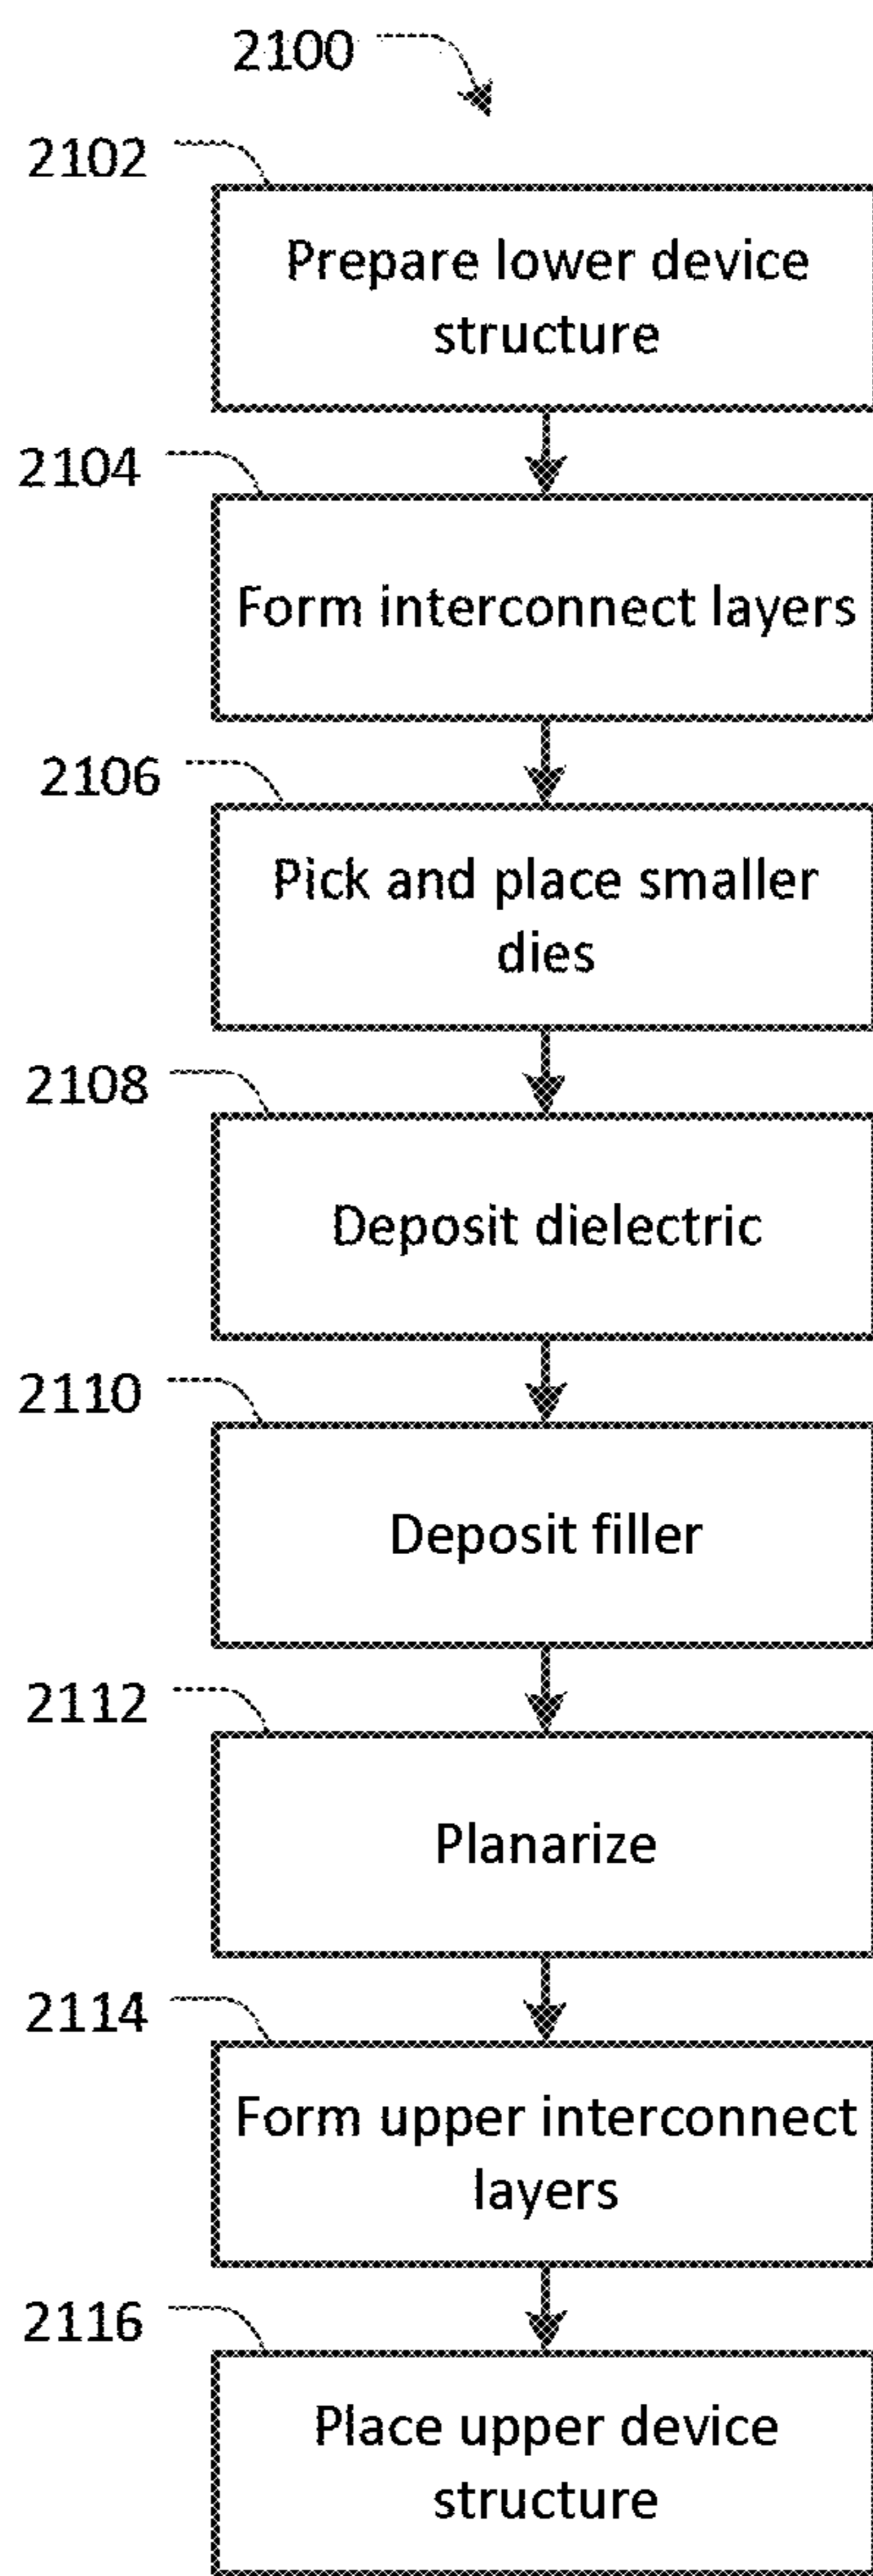 2100
2102
Prepare lower device
structure
2104
Form interconnect layers
2106
Pick and place smaller
dies
2108
Deposit dielectric
2110
Deposit filler
2112
Planarize
2114
Form upper interconnect
layers
2116
Place upper device
structure